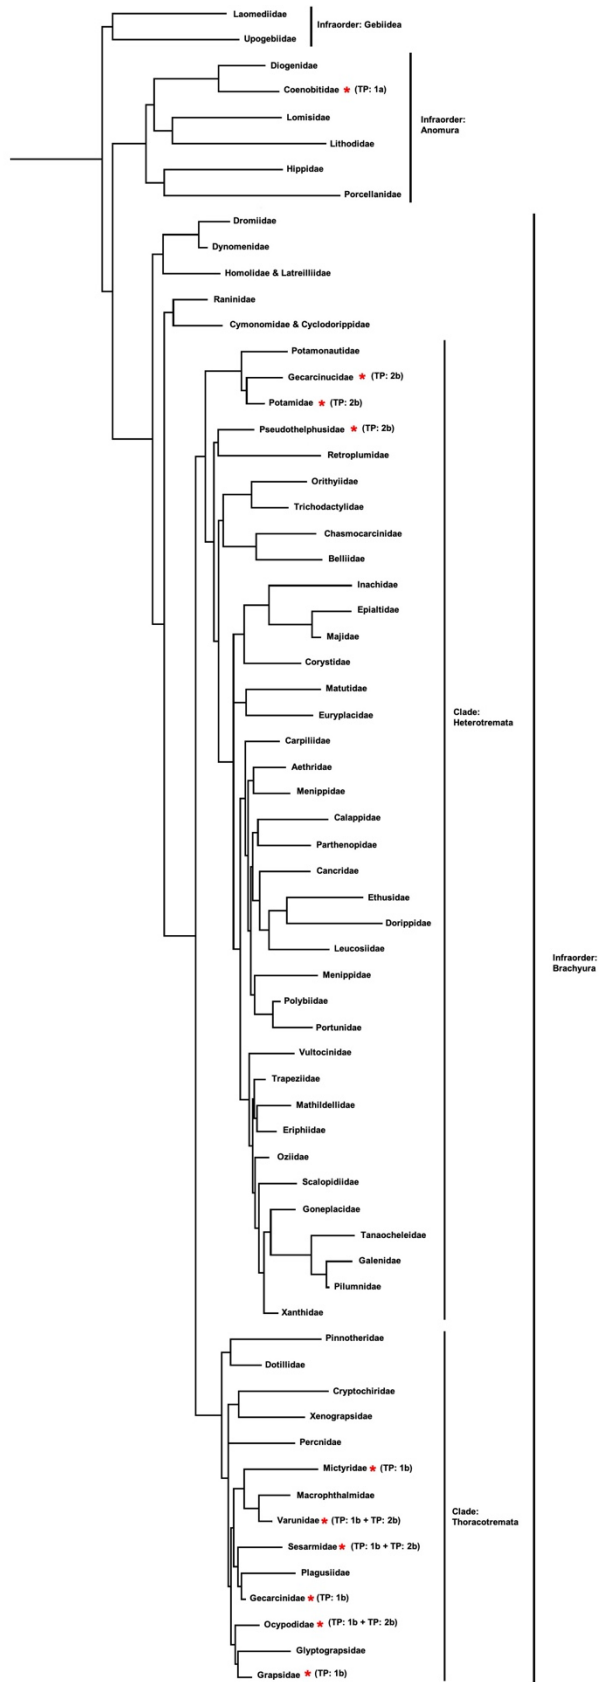 Laomediidae
Infraorder: Gebiidea
Upogebiidae
Diogenidae
Coenobitidae * (TP: 1a)
Lomisidae
Infraorder:
Anomura
Lithodidae
Hippidae
Porcellanidae
Dromiidae
Dynomenidae
Homolidae & Latreilliidae
Raninidae
Cymonomidae & Cyclodorippidae
Potamonautidae
Gecarcinucidae * (TP: 2b)
Potamidae * (TP: 2b)
Pseudothelphusidae * (TP: 2b)
Retroplumidae
Orithyiidae
Trichodactylidae
Chasmocarcinidae
Belliidae
Inachidae
Epialtidae
Majidae
Corystidae
Matutidae
Clade:
Heterotremata
Euryplacidae
Carpiliidae
Aethridae
Menippidae
Calappidae
Parthenopidae
Cancridae
Ethusidae
Dorippidae
Leucosiidae
Infraorder:
Brachyura
Menippidae
Polybiidae
Portunidae
Vultocinidae
Trapeziidae
Mathildellidae
Eriphiidae
Oziidae
Scalopidiidae
Goneplacidae
Tanaocheleidae
Galenidae
Pilumnidae
Xanthidae
Pinnotheridae
Dotillidae
Cryptochiridae
Xenograpsidae
Percnidae
Mictyridae * (TP: 1b)
Macrophthalmidae
Clade:
Thoracotremata
Varunidae * (TP: 1b + TP: 2b)
Sesarmidae * (TP: 1b + TP: 2b)
Plagusiidae
Gecarcinidae * (TP: 1b)
Ocypodidae * (TP: 1b + TP: 2b)
Glyptograpsidae
Grapsidae * (TP: 1b)